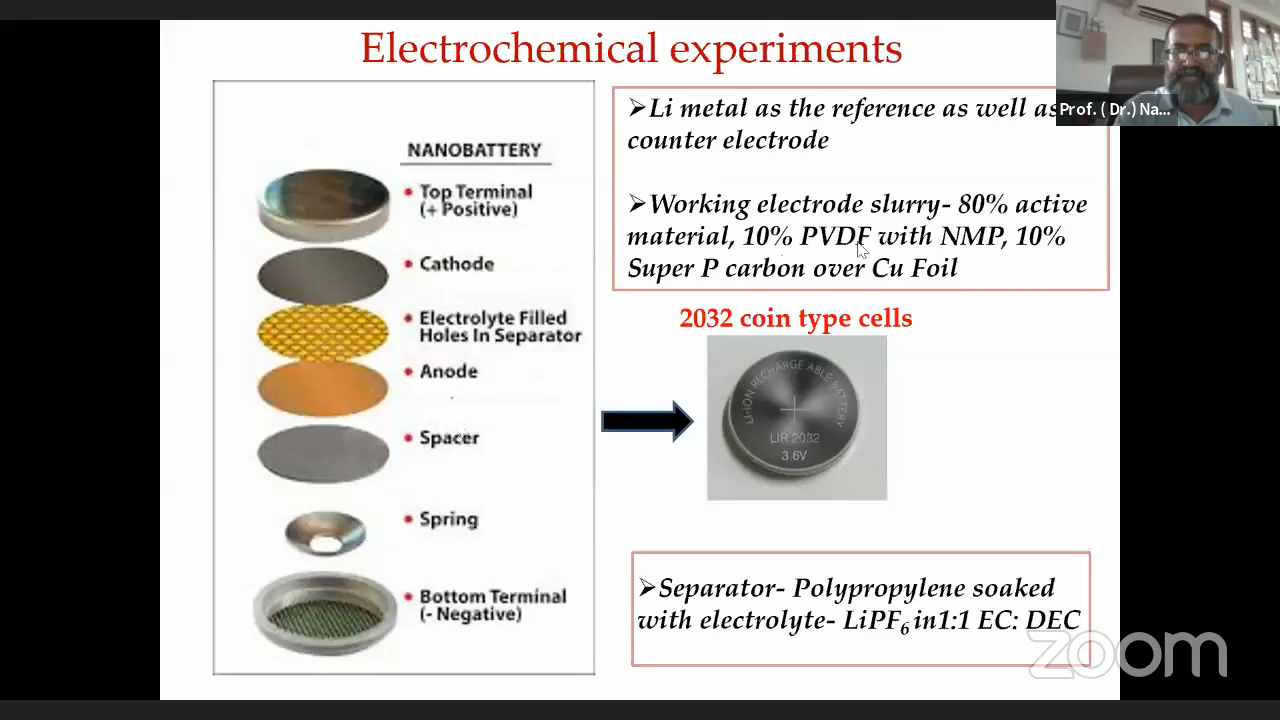 Electrochemical experiments
NANOBATTERY
• Top Terminal
(+ Positive)
• Cathode
• Electrolyte Filled
Holes In Separator
• Anode
• Spacer
• Spring
• Bottom Terminal
(- Negative)
➢Li metal as the reference as well as
counter electrode
➢Working electrode slurry- 80% active
material, 10% PVDF with NMP, 10%
Super P carbon over Cu Foil
2032 coin type cells
LI-ION RECHARGE ABLE BATTERY
LIR 2032
3.6V
➢Separator- Polypropylene soaked
with electrolyte- LiPF₆ in1:1 EC: DEC
Prof. ( Dr.) Na...
zoom